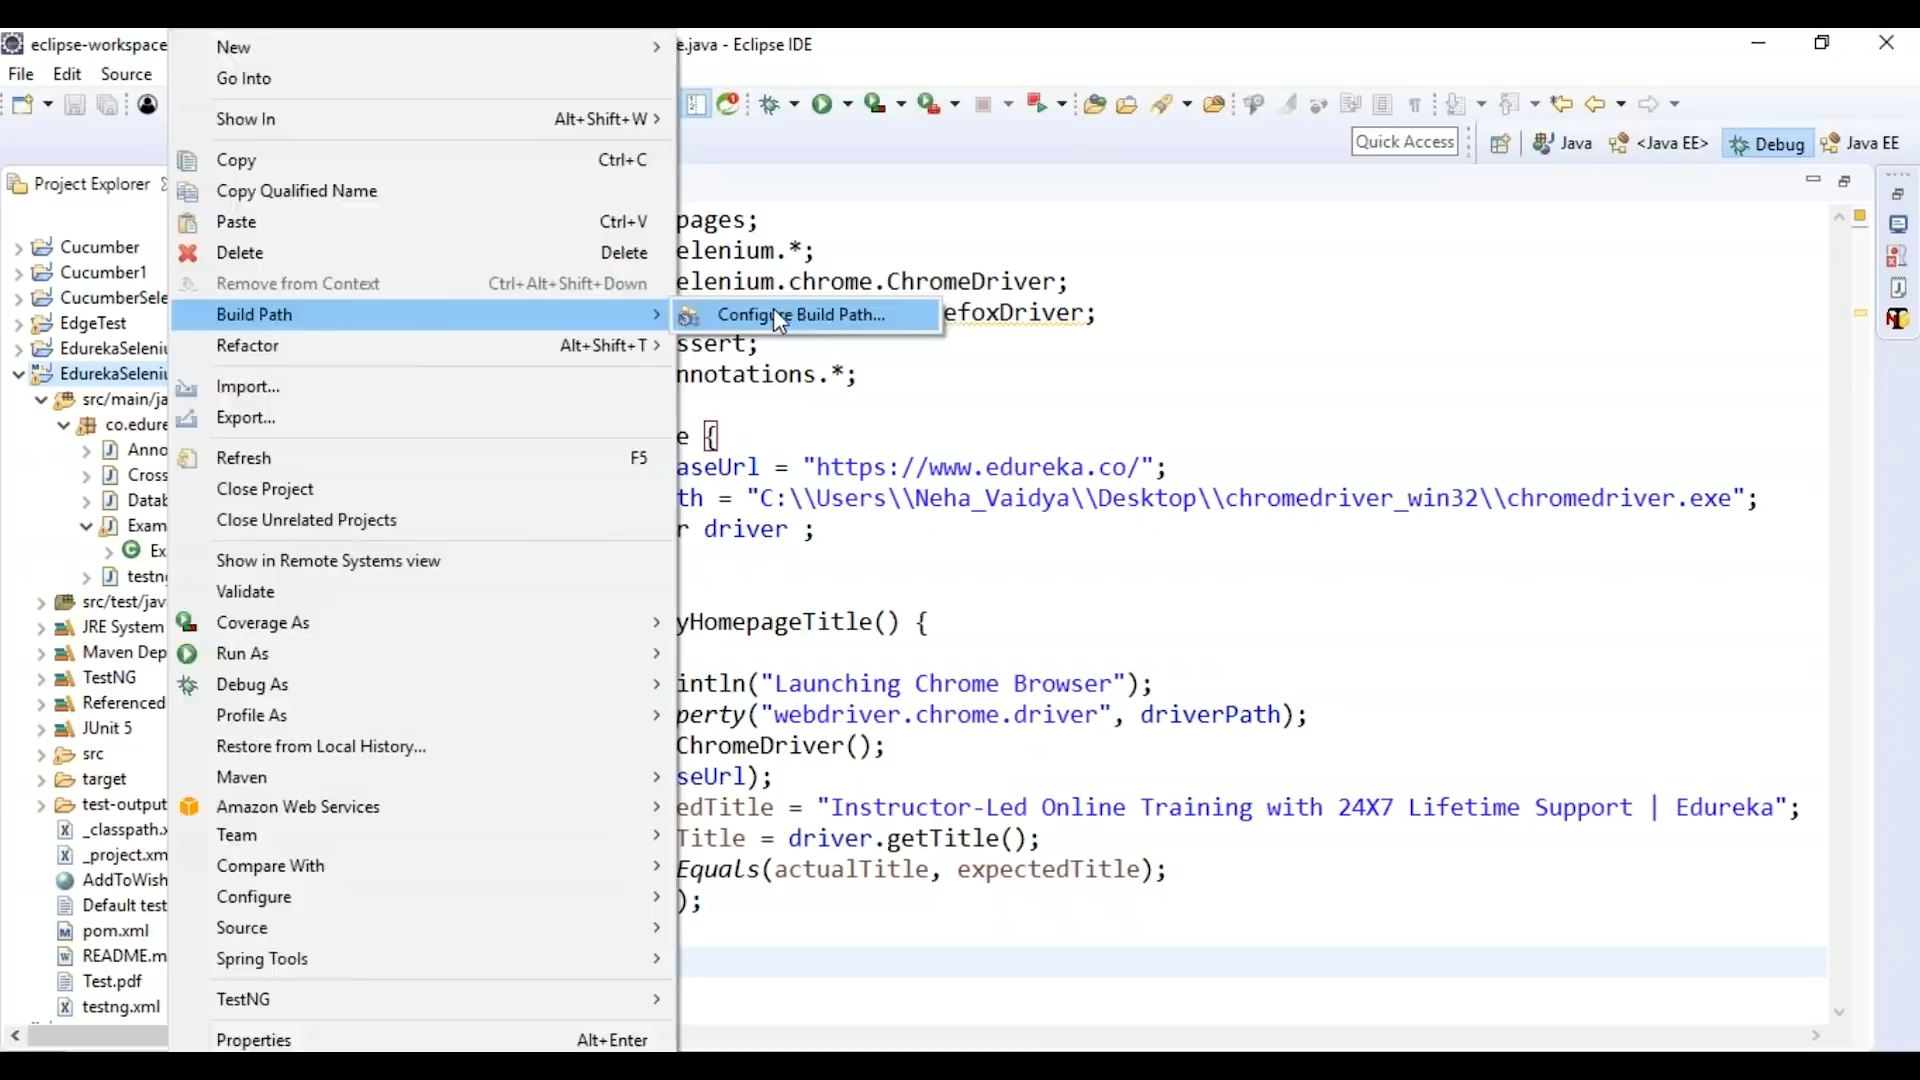 eclipse-workspace
e.java - Eclipse IDE
File Edit Source
Quick Access
Java
<Java EE>
Debug
Java EE
Project Explorer
Cucumber
Cucumber1
CucumberSele
EdgeTest
EdurekaSeleniu
EdurekaSeleniu
src/main/ja
co.edure
Anno
Cross
Datab
Exam
Ex
testng
src/test/jav
JRE System
Maven Dep
TestNG
Referenced
JUnit 5
src
target
test-output
_classpath.x
_project.xm
AddToWish
Default test
pom.xml
README.m
Test.pdf
testng.xml
New
Go Into
Show In Alt+Shift+W
Copy Ctrl+C
Copy Qualified Name
Paste Ctrl+V
Delete Delete
Remove from Context Ctrl+Alt+Shift+Down
Build Path
Configure Build Path...
Refactor Alt+Shift+T
Import...
Export...
Refresh F5
Close Project
Close Unrelated Projects
Show in Remote Systems view
Validate
Coverage As
Run As
Debug As
Profile As
Restore from Local History...
Maven
Amazon Web Services
Team
Compare With
Configure
Source
Spring Tools
TestNG
Properties Alt+Enter
pages;
elenium.*;
elenium.chrome.ChromeDriver;
efoxDriver;
ssert;
nnotations.*;
e {
aseUrl = "https://www.edureka.co/";
th = "C:\\Users\\Neha_Vaidya\\Desktop\\chromedriver_win32\\chromedriver.exe";
r driver ;
yHomepageTitle() {
intln("Launching Chrome Browser");
perty("webdriver.chrome.driver", driverPath);
ChromeDriver();
seUrl);
edTitle = "Instructor-Led Online Training with 24X7 Lifetime Support | Edureka";
Title = driver.getTitle();
Equals(actualTitle, expectedTitle);
);